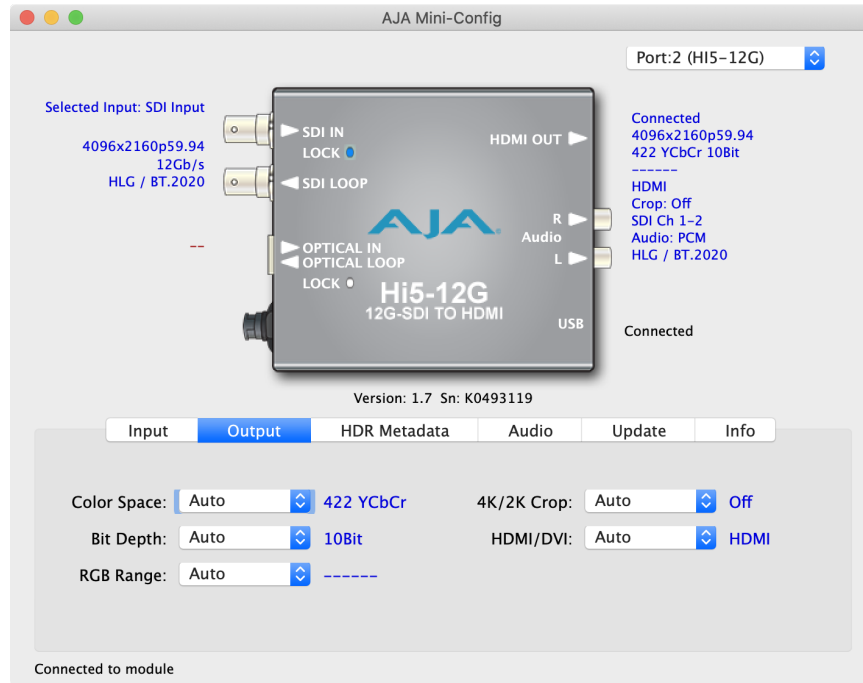 AJA Mini-Config
Port:2 (HI5-12G)
Selected Input: SDI Input
4096x2160p59.94
12Gb/s
HLG / BT.2020
--
SDI IN
LOCK
SDI LOOP
OPTICAL IN
OPTICAL LOOP
LOCK
HDMI OUT
AJA
R
Audio
L
Hi5-12G
12G-SDI TO HDMI
USB
Connected
4096x2160p59.94
422 YCbCr 10Bit
------
HDMI
Crop: Off
SDI Ch 1-2
Audio: PCM
HLG / BT.2020
Connected
Version: 1.7 Sn: K0493119
Input Output HDR Metadata Audio Update Info
Color Space: Auto 422 YCbCr 4K/2K Crop: Auto Off
Bit Depth: Auto 10Bit HDMI/DVI: Auto HDMI
RGB Range: Auto ------
Connected to module